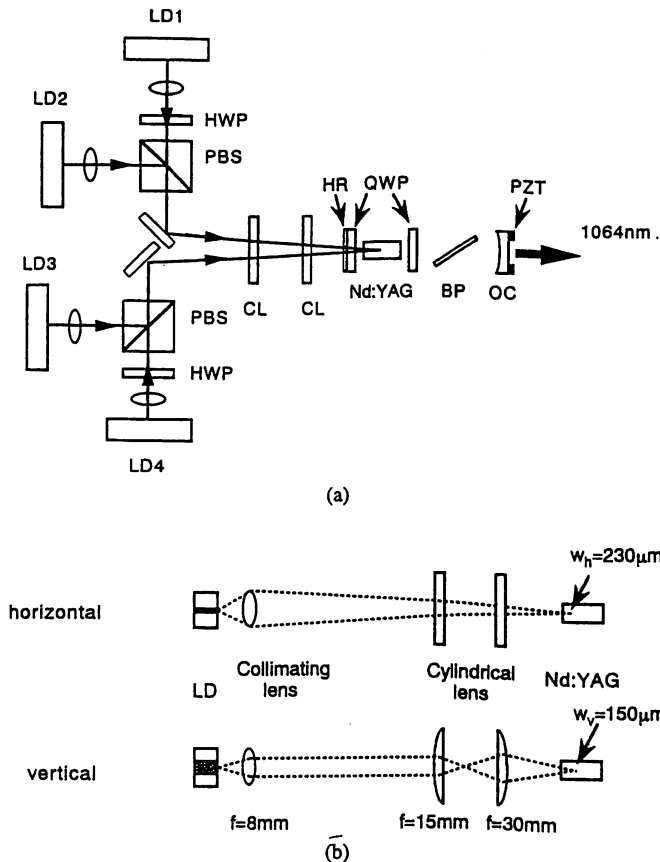 LD1
LD2
HWP
PBS
HR QWP
PZT
1064nm.
LD3
CL
CL
Nd:YAG
BP
OC
PBS
HWP
LD4
(a)
horizontal
wh=230μm
LD
Collimating
lens
Cylindrical
lens
Nd:YAG
wv=150μm
vertical
f=8mm
f=15mm
f=30mm
(b)